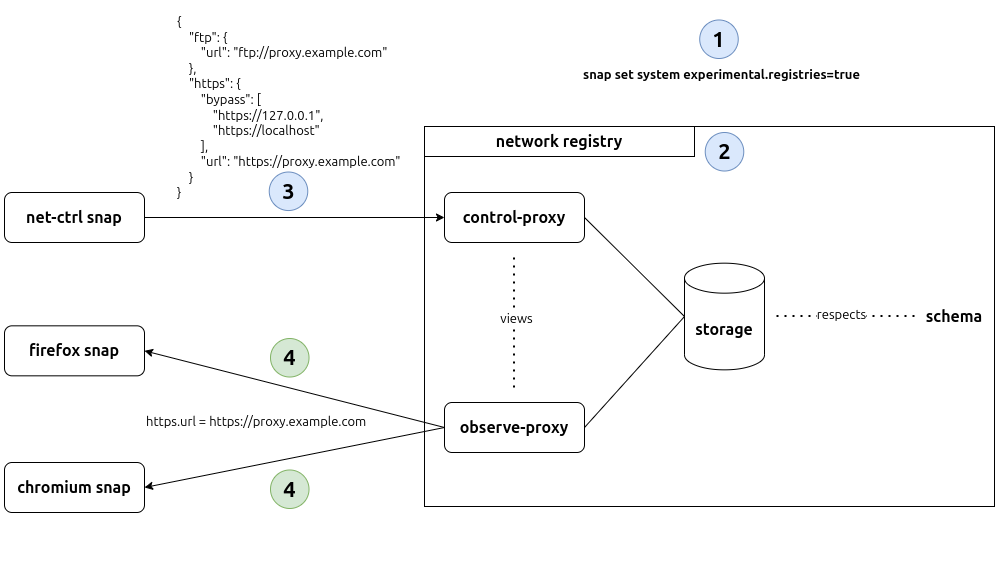 {
"ftp": {
"url": "ftp://proxy.example.com"
},
"https": {
"bypass": [
"https://127.0.0.1",
"https://localhost"
],
"url": "https://proxy.example.com"
}
}
1
snap set system experimental.registries=true
network registry
2
3
net-ctrl snap
control-proxy
views
storage
respects
schema
firefox snap
4
https.url = https://proxy.example.com
observe-proxy
chromium snap
4